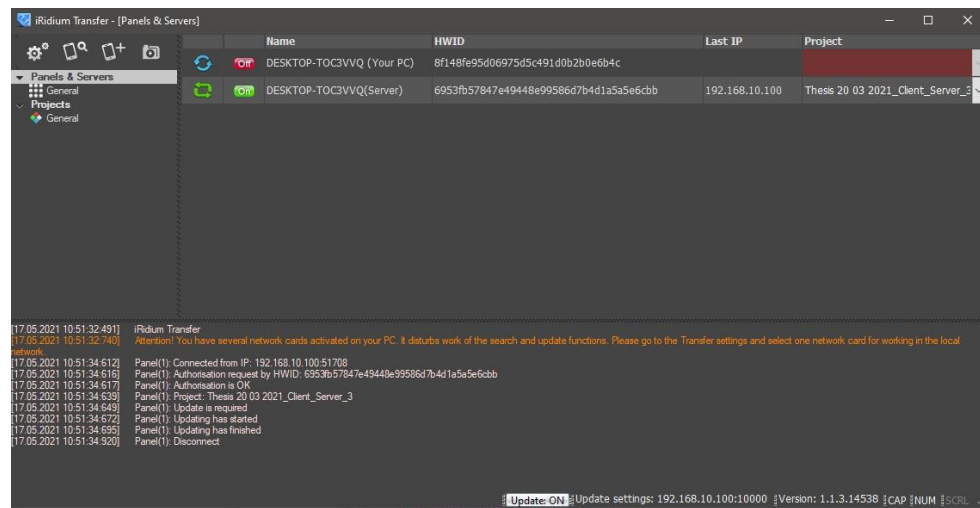 iRidium Transfer - [Panels & Servers]
Name HWID Last IP Project
Off DESKTOP-TOC3VVQ (Your PC) 8f148fe95d06975d5c491d0b2b0e6b4c
On DESKTOP-TOC3VVQ(Server) 6953fb57847e49448e99586d7b4d1a5a5e6cbb 192.168.10.100 Thesis 20 03 2021_Client_Server_3
Panels & Servers
General
Projects
General
[17.05.2021 10:51:32:491] iRidium Transfer
[17.05.2021 10:51:32:740] Attention! You have several network cards activated on your PC. It disturbs work of the search and update functions. Please go to the Transfer settings and select one network card for working in the local
network.
[17.05.2021 10:51:34:612] Panel(1): Connected from IP: 192.168.10.100:51708
[17.05.2021 10:51:34:616] Panel(1): Authorisation request by HWID: 6953fb57847e49448e99586d7b4d1a5a5e6cbb
[17.05.2021 10:51:34:617] Panel(1): Authorisation is OK
[17.05.2021 10:51:34:639] Panel(1): Project: Thesis 20 03 2021_Client_Server_3
[17.05.2021 10:51:34:649] Panel(1): Update is required
[17.05.2021 10:51:34:672] Panel(1): Updating has started
[17.05.2021 10:51:34:695] Panel(1): Updating has finished
[17.05.2021 10:51:34:920] Panel(1): Disconnect
Update: ON Update settings: 192.168.10.100:10000 Version: 1.1.3.14538 CAP NUM SCRL